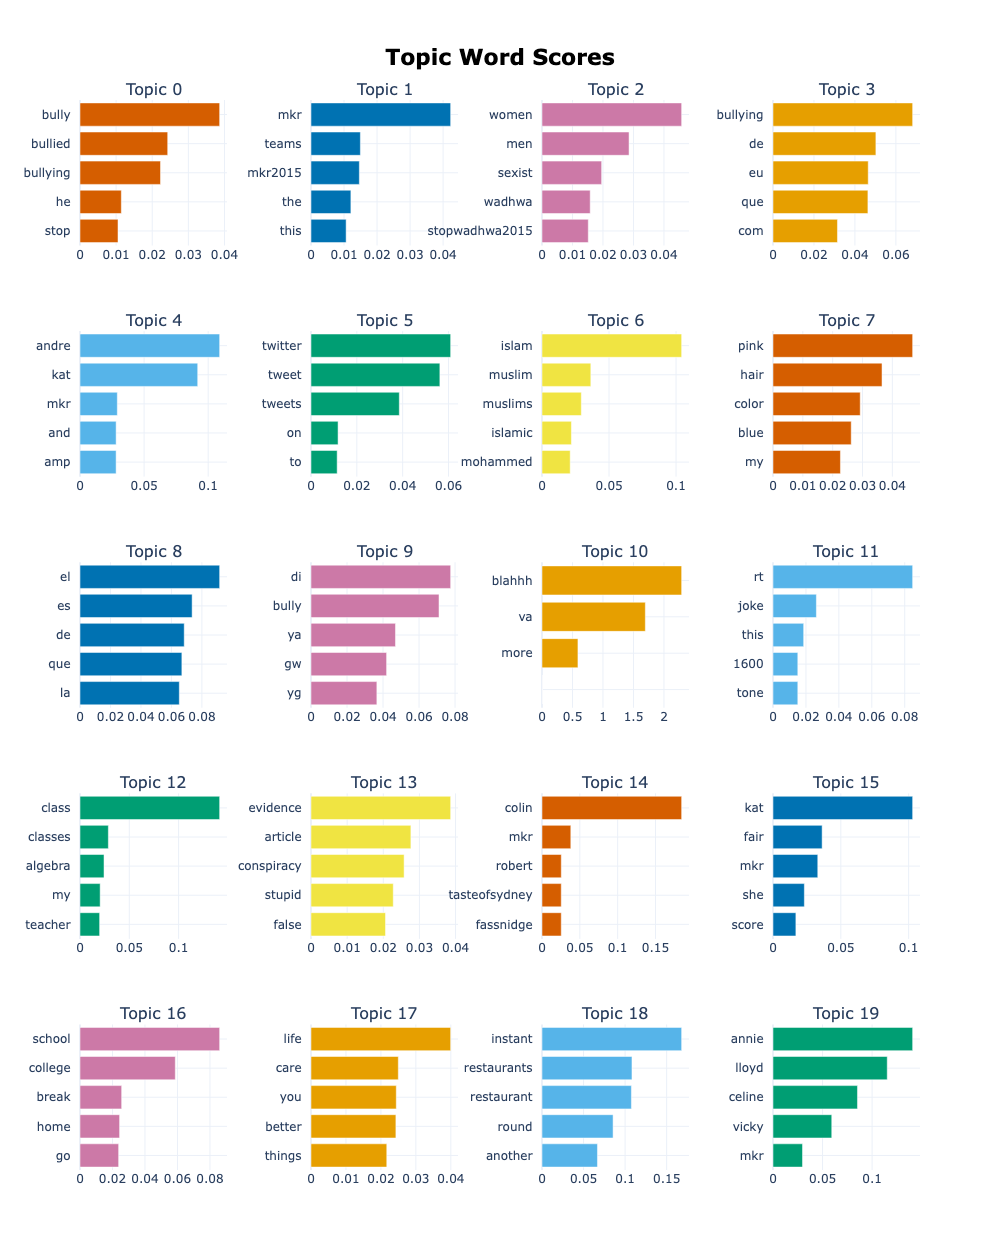 Topic Word Scores
Topic 0
bully
bullied
bullying
he
stop
0 0.01 0.02 0.03 0.04
Topic 1
mkr
teams
mkr2015
the
this
0 0.01 0.02 0.03 0.04
Topic 2
women
men
sexist
wadhwa
stopwadhwa2015
0 0.01 0.02 0.03 0.04
Topic 3
bullying
de
eu
que
com
0 0.02 0.04 0.06
Topic 4
andre
kat
mkr
and
amp
0 0.05 0.1
Topic 5
twitter
tweet
tweets
on
to
0 0.02 0.04 0.06
Topic 6
islam
muslim
muslims
islamic
mohammed
0 0.05 0.1
Topic 7
pink
hair
color
blue
my
0 0.01 0.02 0.03 0.04
Topic 8
el
es
de
que
la
0 0.02 0.04 0.06 0.08
Topic 9
di
bully
ya
gw
yg
0 0.02 0.04 0.06 0.08
Topic 10
blahhh
va
more
0 0.5 1 1.5 2
Topic 11
rt
joke
this
1600
tone
0 0.02 0.04 0.06 0.08
Topic 12
class
classes
algebra
my
teacher
0 0.05 0.1
Topic 13
evidence
article
conspiracy
stupid
false
0 0.01 0.02 0.03 0.04
Topic 14
colin
mkr
robert
tasteofsydney
fassnidge
0 0.05 0.1 0.15
Topic 15
kat
fair
mkr
she
score
0 0.05 0.1
Topic 16
school
college
break
home
go
0 0.02 0.04 0.06 0.08
Topic 17
life
care
you
better
things
0 0.01 0.02 0.03 0.04
Topic 18
instant
restaurants
restaurant
round
another
0 0.05 0.1 0.15
Topic 19
annie
lloyd
celine
vicky
mkr
0 0.05 0.1